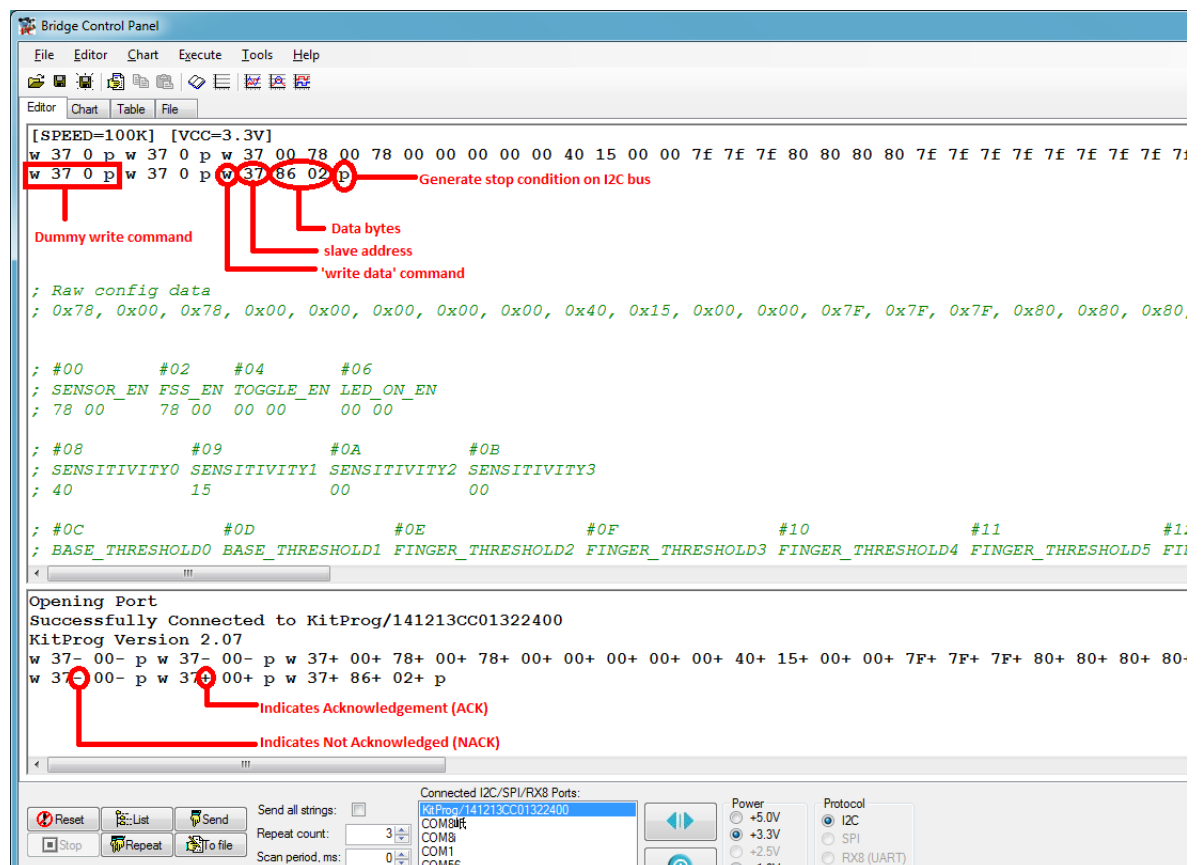 Bridge Control Panel
File Editor Chart Execute Tools Help
Editor Chart Table File
[SPEED=100K] [VCC=3.3V]
w 37 0 p w 37 0 p w 37 00 78 00 78 00 00 00 00 00 40 15 00 00 7f 7f 7f 80 80 80 80 7f 7f 7f 7f 7f 7f 7f 7f
w 37 0 p w 37 0 p w 37 86 02 p
Generate stop condition on I2C bus
Data bytes
Dummy write command
slave address
'write data' command
; Raw config data
; 0x78, 0x00, 0x78, 0x00, 0x00, 0x00, 0x00, 0x00, 0x40, 0x15, 0x00, 0x00, 0x7F, 0x7F, 0x7F, 0x80, 0x80, 0x80,
; #00 #02 #04 #06
; SENSOR_EN FSS_EN TOGGLE_EN LED_ON_EN
; 78 00 78 00 00 00 00 00
; #08 #09 #0A #0B
; SENSITIVITY0 SENSITIVITY1 SENSITIVITY2 SENSITIVITY3
; 40 15 00 00
; #0C #0D #0E #0F #10 #11
; BASE_THRESHOLD0 BASE_THRESHOLD1 FINGER_THRESHOLD2 FINGER_THRESHOLD3 FINGER_THRESHOLD4 FINGER_THRESHOLD5
Opening Port
Successfully Connected to KitProg/141213CC01322400
KitProg Version 2.07
w 37- 00- p w 37- 00- p w 37+ 00+ 78+ 00+ 78+ 00+ 00+ 00+ 00+ 00+ 40+ 15+ 00+ 00+ 7F+ 7F+ 7F+ 80+ 80+ 80+ 80+
w 37- 00- p w 37+ 00+ p w 37+ 86+ 02+ p
Indicates Acknowledgement (ACK)
Indicates Not Acknowledged (NACK)
Connected I2C/SPI/RX8 Ports:
Reset List Send
Send all strings:
KitProg/141213CC01322400
Power
Protocol
+5.0V
I2C
Stop Repeat To file
Repeat count: 3
COM8i
+3.3V
SPI
COM1
Scan period, ms: 0
+2.5V
RX8 (UART)